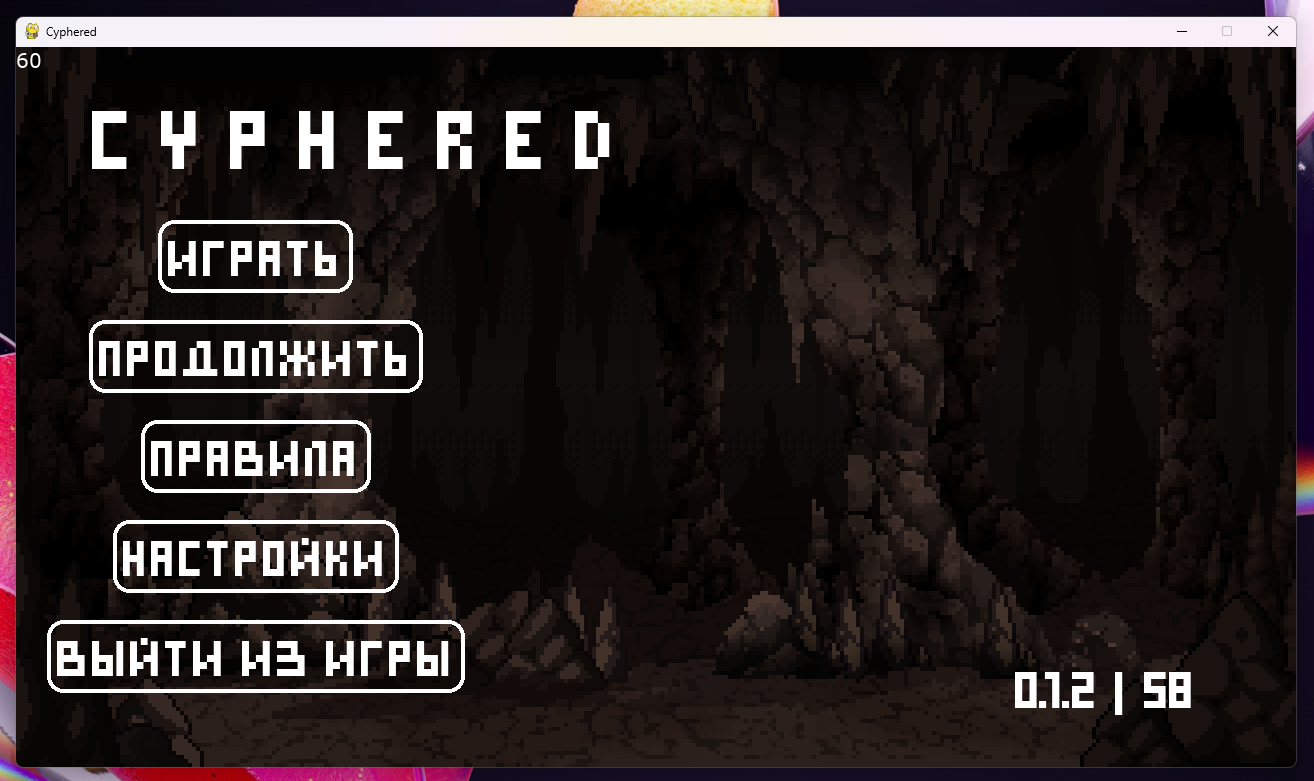 Cyphered
60
CYPHERED
ИГРАТЬ
ПРОДОЛЖИТЬ
ПРАВИЛА
НАСТРОЙКИ
ВЫЙТИ ИЗ ИГРЫ
0.1.2 | 58